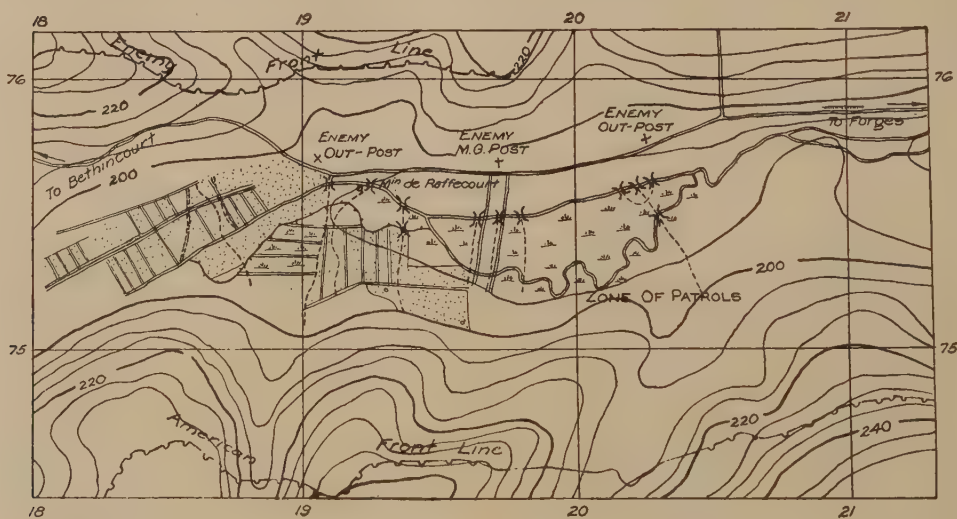 18
19
20
21
Enemy Front Line
220
76
76
220
ENEMY
OUT-POST
ENEMY
M.G. POST
ENEMY
OUT-POST
To Forges
To Bethincourt
200
Min de Raffecourt
200
ZONE OF PATROLS
75
75
220
220
240
American Front Line
18
19
20
21